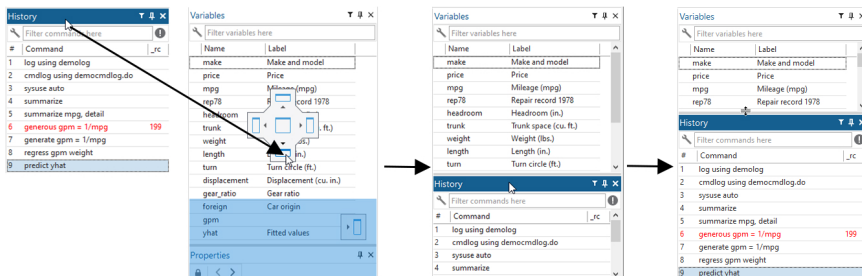 History
Filter commands here
# Command _rc
1 log using demolog
2 cmdlog using democmdlog.do
3 sysuse auto
4 summarize
5 summarize mpg, detail
6 generous gpm = 1/mpg 199
7 generate gpm = 1/mpg
8 regress gpm weight
9 predict yhat
Variables
Filter variables here
Name Label
make Make and model
price Price
mpg Mileage (mpg)
rep78 Repair record 1978
headroom
trunk . ft.)
weight
length
turn Turn circle (ft.)
displacement Displacement (cu. in.)
gear_ratio Gear ratio
foreign Car origin
gpm
yhat Fitted values
Properties
Variables
Filter variables here
Name Label
make Make and model
price Price
mpg Mileage (mpg)
rep78 Repair record 1978
headroom Headroom (in.)
trunk Trunk space (cu. ft.)
weight Weight (lbs.)
length Length (in.)
turn Turn circle (ft.)
History
Filter commands here
# Command _rc
1 log using demolog
2 cmdlog using democmdlog.do
3 sysuse auto
4 summarize
Variables
Filter variables here
Name Label
make Make and model
price Price
mpg Mileage (mpg)
rep78 Repair record 1978
History
Filter commands here
# Command _rc
1 log using demolog
2 cmdlog using democmdlog.do
3 sysuse auto
4 summarize
5 summarize mpg, detail
6 generous gpm = 1/mpg 199
7 generate gpm = 1/mpg
8 regress gpm weight
9 predict yhat